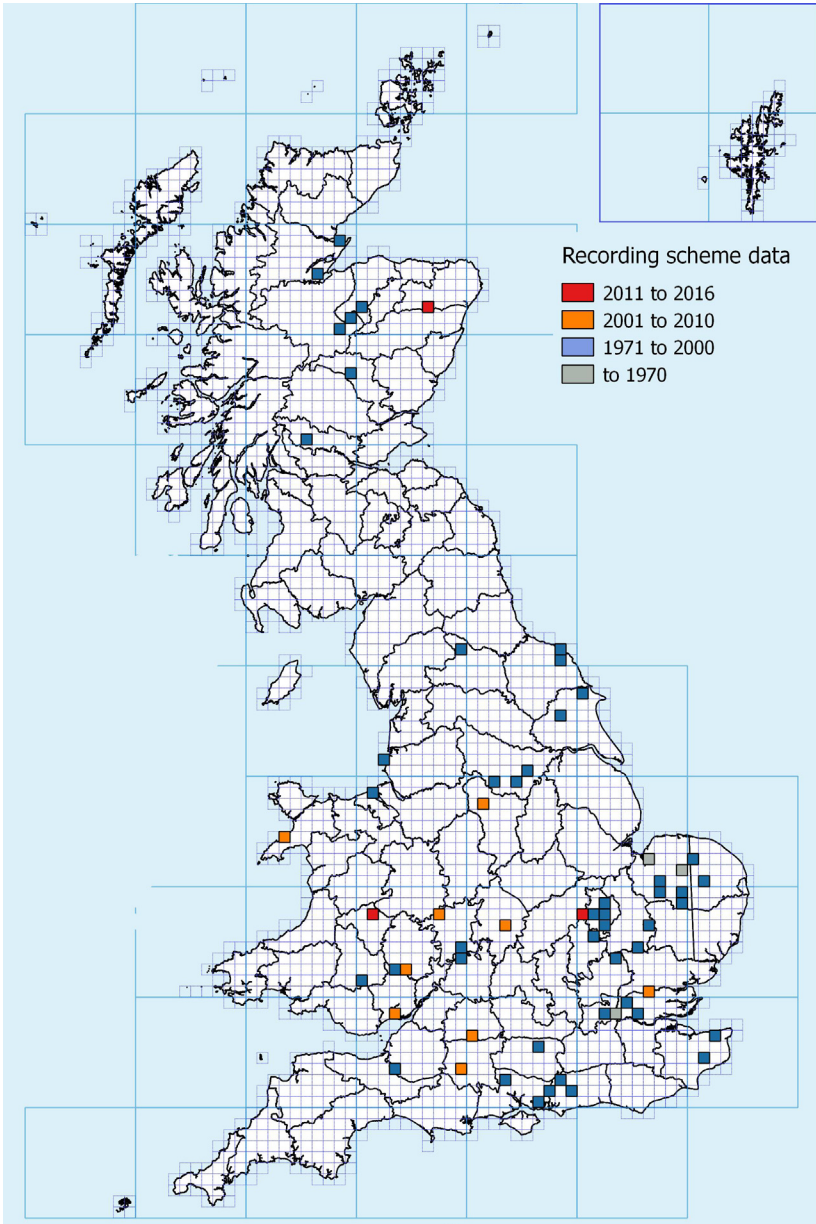 Recording scheme data
2011 to 2016
2001 to 2010
1971 to 2000
to 1970